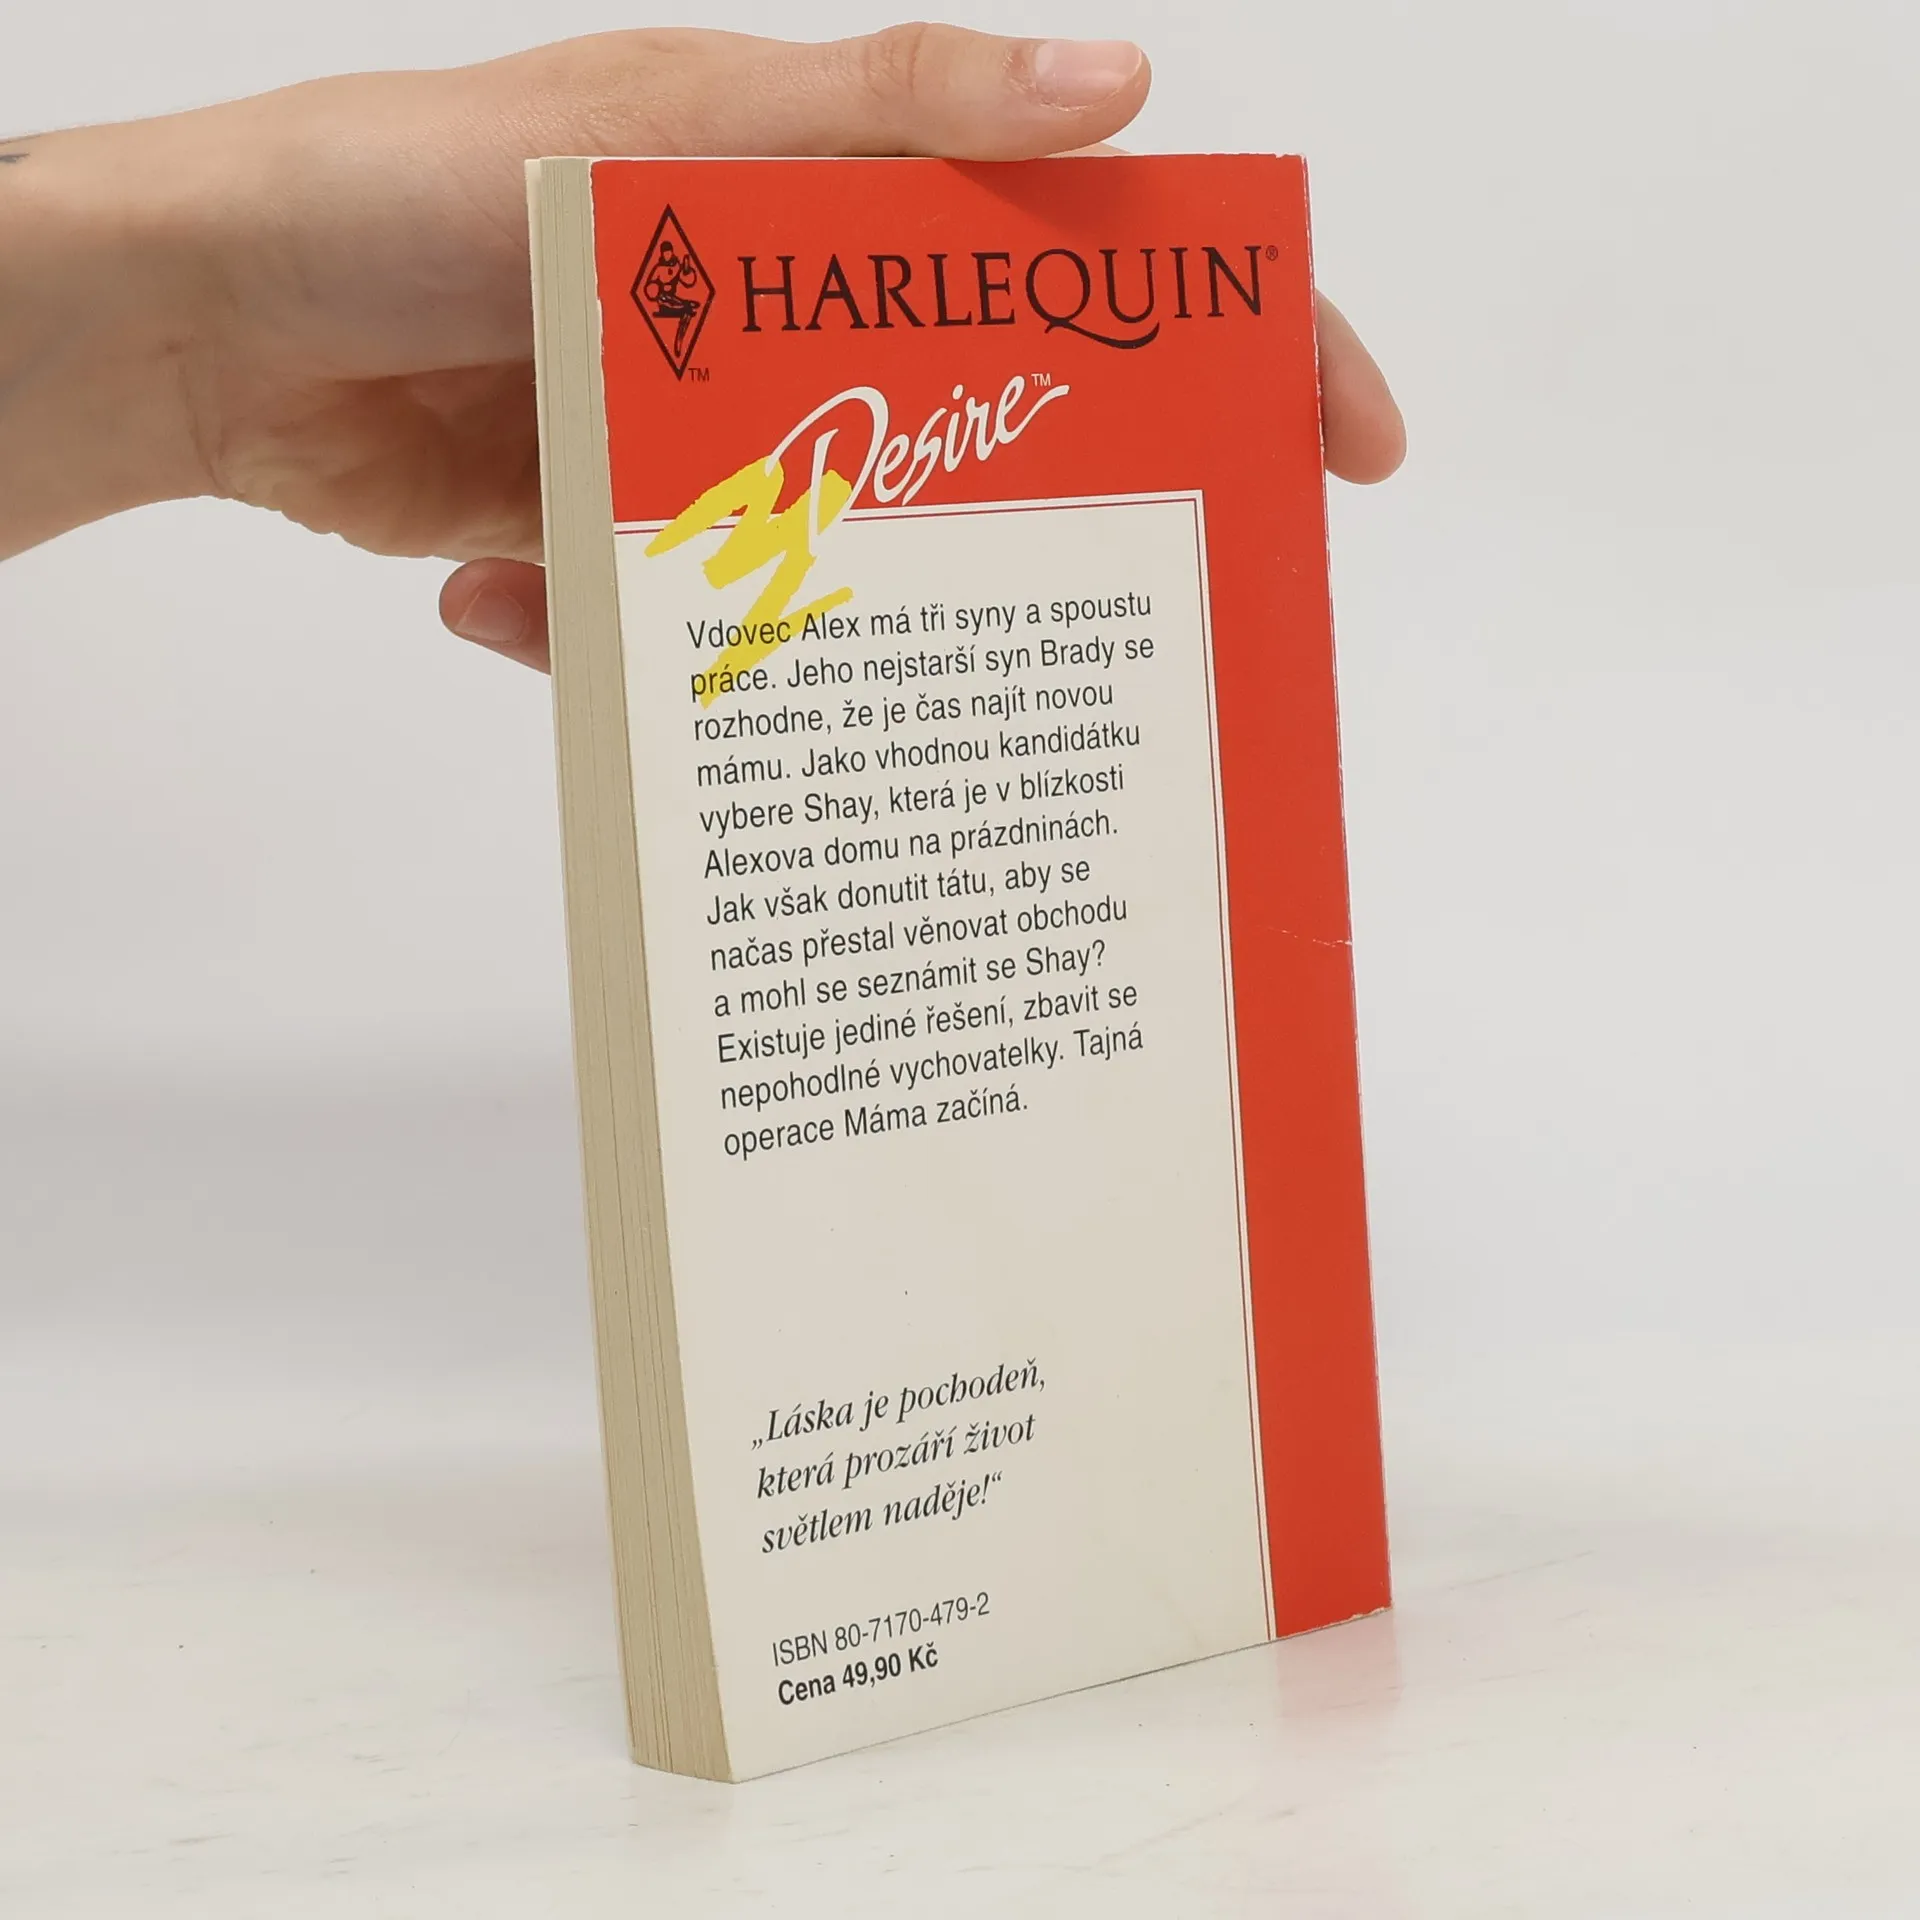 HARLEQUIN®
TM
Desire™
Vdovec Alex má tři syny a spoustu
práce. Jeho nejstarší syn Brady se
rozhodne, že je čas najít novou
mámu. Jako vhodnou kandidátku
vybere Shay, která je v blízkosti
Alexova domu na prázdninách.
Jak však donutit tátu, aby se
načas přestal věnovat obchodu
a mohl se seznámit se Shay?
Existuje jediné řešení, zbavit se
nepohodlné vychovatelky. Tajná
operace Máma začíná.
„Láska je pochodeň,
která prozáří život
světlem naděje!“
ISBN 80-7170-479-2
Cena 49,90 Kč